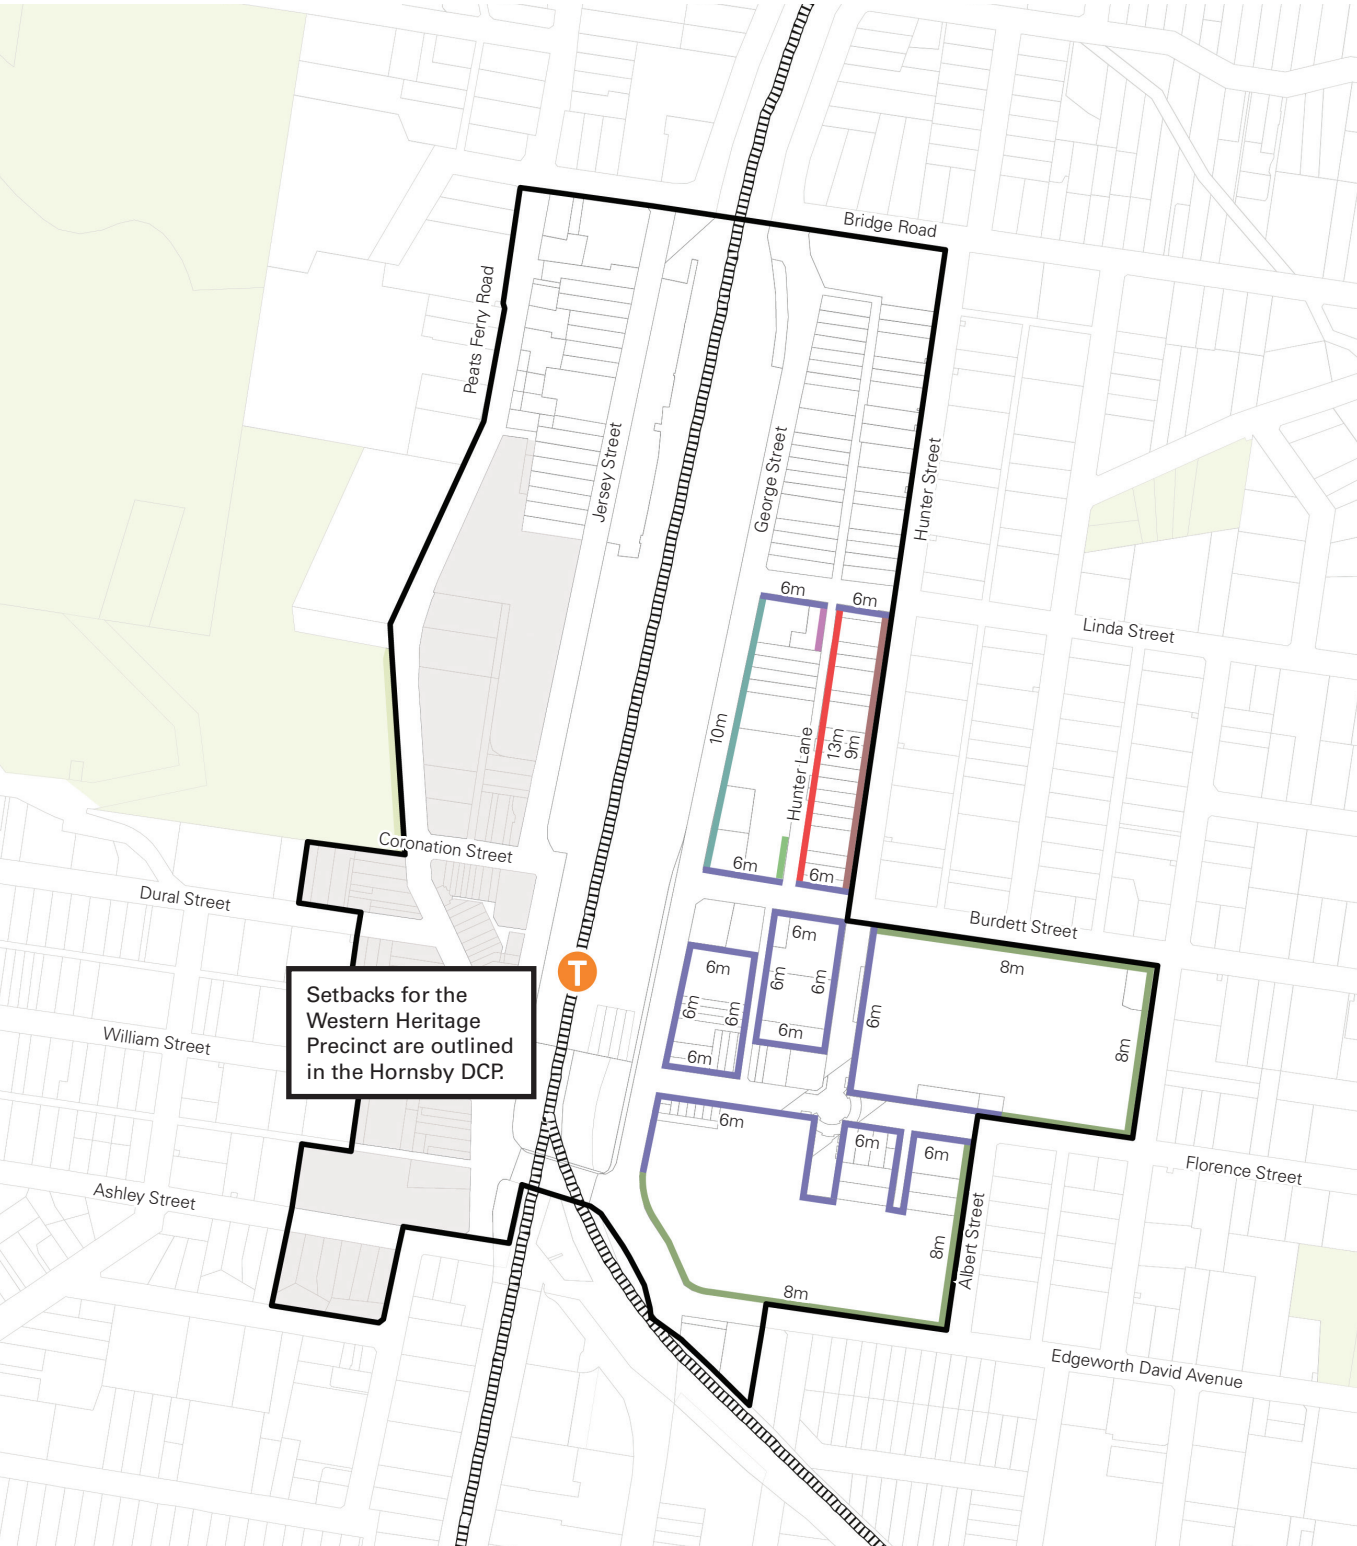 Bridge Road
Peats Ferry Road
Jersey Street
George Street
Hunter Street
6m
6m
Linda Street
10m
Hunter Lane
13m
9m
Coronation Street
6m
6m
Dural Street
Burdett Street
6m
6m
8m
T
6m
6m
6m
6m
6m
6m
6m
8m
6m
Setbacks for the
Western Heritage
Precinct are outlined
in the Hornsby DCP.
William Street
6m
6m
6m
Florence Street
Ashley Street
8m
Albert Street
8m
Edgeworth David Avenue